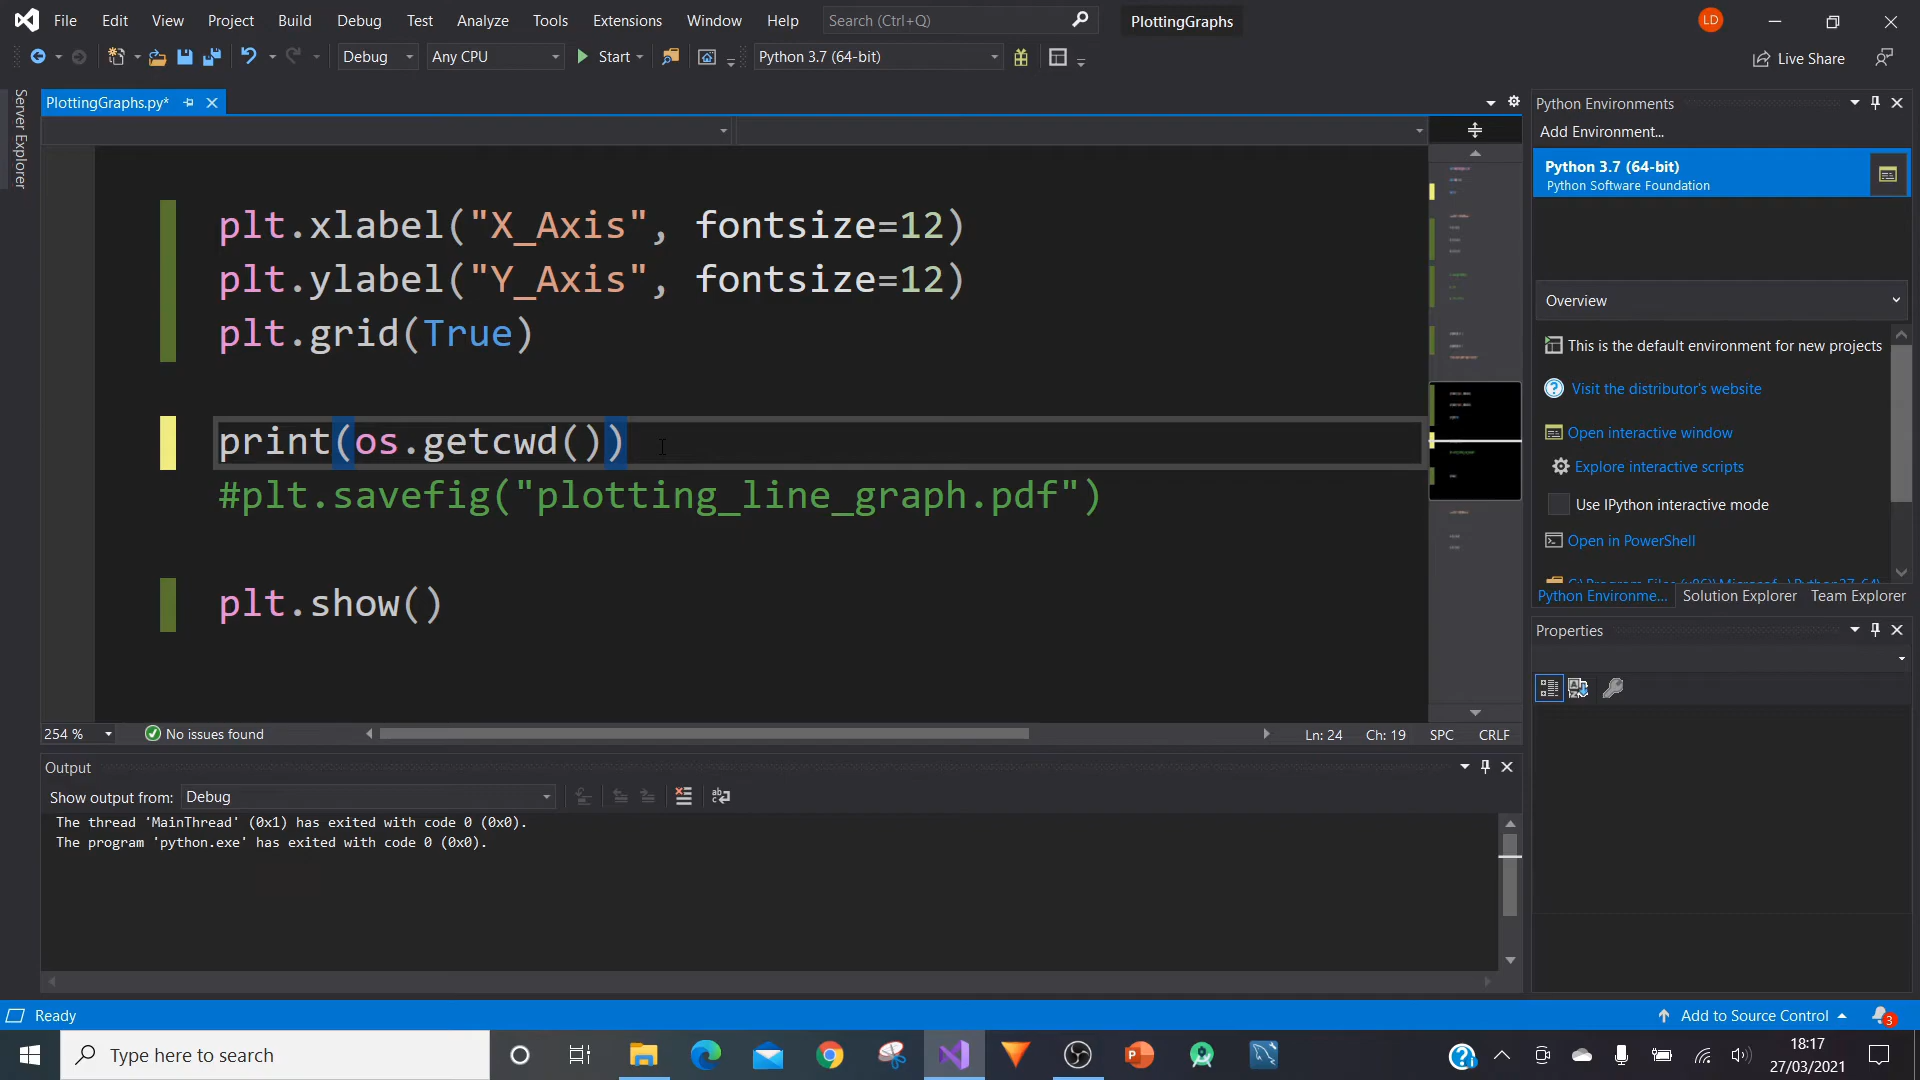 File Edit View Project Build Debug Test Analyze Tools Extensions Window Help Search (Ctrl+Q) PlottingGraphs LD
Debug Any CPU Start Python 3.7 (64-bit) Live Share
Server Explorer
PlottingGraphs.py*
plt.xlabel("X_Axis", fontsize=12)
plt.ylabel("Y_Axis", fontsize=12)
plt.grid(True)
print(os.getcwd())
#plt.savefig("plotting_line_graph.pdf")
plt.show()
254 % No issues found Ln: 24 Ch: 19 SPC CRLF
Output
Show output from: Debug
The thread 'MainThread' (0x1) has exited with code 0 (0x0).
The program 'python.exe' has exited with code 0 (0x0).
Python Environments
Add Environment...
Python 3.7 (64-bit)
Python Software Foundation
Overview
This is the default environment for new projects
Visit the distributor's website
Open interactive window
Explore interactive scripts
Use IPython interactive mode
Open in PowerShell
Python Environme... Solution Explorer Team Explorer
Properties
Ready Add to Source Control 3
Type here to search
18:17
27/03/2021